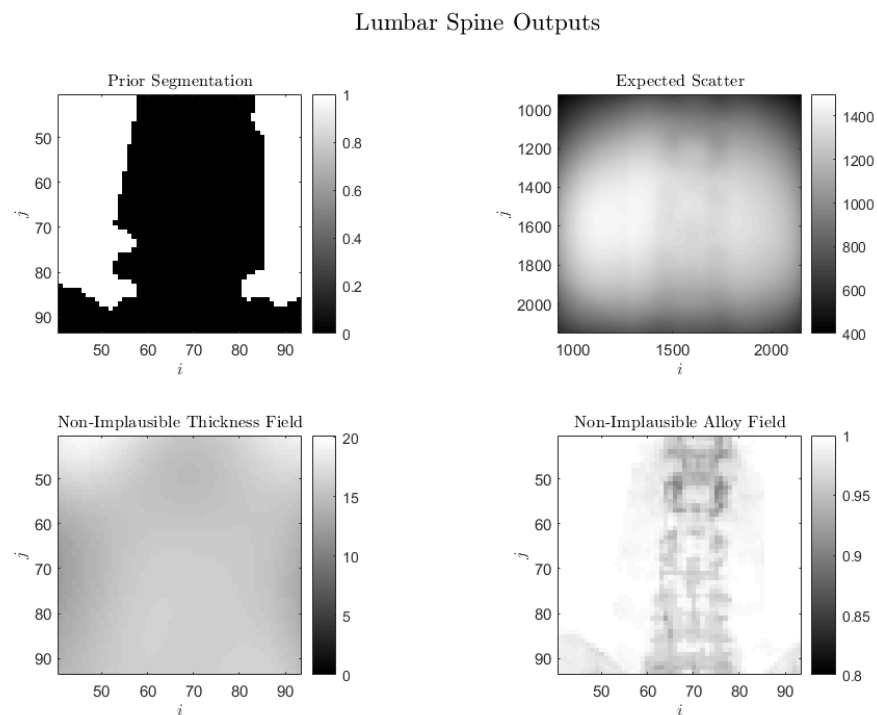 Lumbar Spine Outputs
Prior Segmentation
50
60
70
80
90
j
50 60 70 80 90
i
1
0.8
0.6
0.4
0.2
0
Expected Scatter
1000
1200
1400
1600
1800
2000
j
1000 1500 2000
i
1400
1200
1000
800
600
400
Non-Implausible Thickness Field
50
60
70
80
90
j
50 60 70 80 90
i
20
15
10
5
0
Non-Implausible Alloy Field
50
60
70
80
90
j
50 60 70 80 90
i
1
0.95
0.9
0.85
0.8